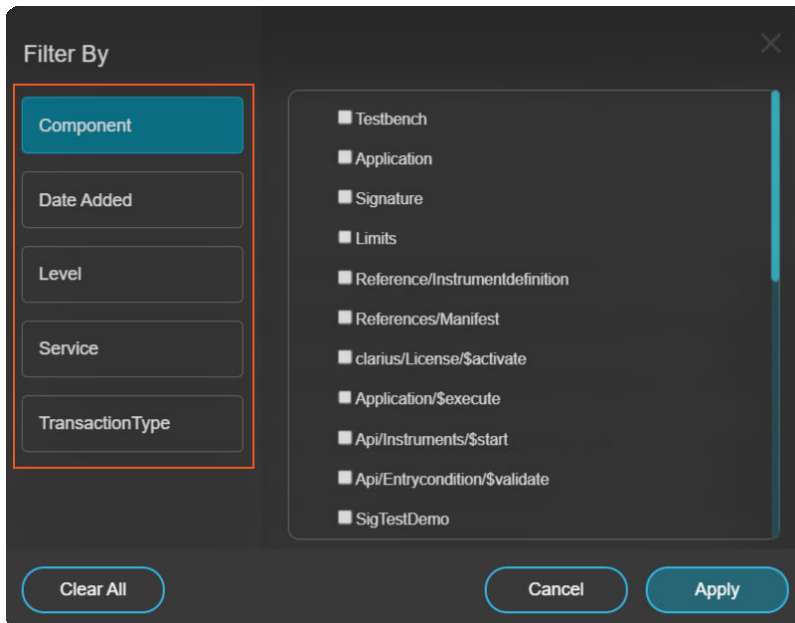 Filter By
Component
Date Added
Level
Service
TransactionType
Testbench
Application
Signature
Limits
Reference/Instrumentdefinition
References/Manifest
clarius/License/$activate
Application/$execute
Api/Instruments/$start
Api/Entrycondition/$validate
SigTestDemo
Clear All
Cancel
Apply